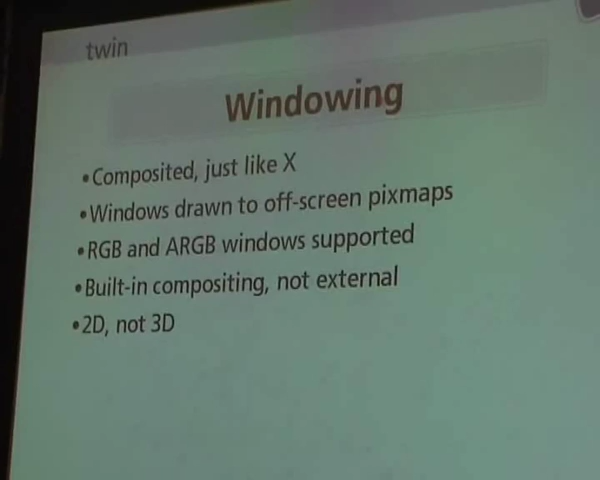 twin
Windowing
•Composited, just like X
•Windows drawn to off-screen pixmaps
•RGB and ARGB windows supported
•Built-in compositing, not external
•2D, not 3D